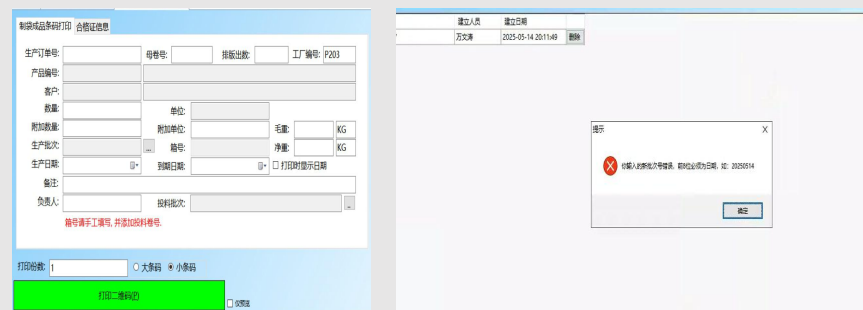 制袋成品条码打印 合格证信息
生产订单号: 母卷号: 排版出数: 工厂编号: P203
产品编号:
客户:
数量: 单位:
附加数量: 附加单位: 毛重: KG
生产批次: ... 箱号: 净重: KG
生产日期: 到期日期: 打印时显示日期
备注:
负责人: 投料批次: ...
箱号请手工填写, 并添加投料卷号.
打印份数: 1 大条码 小条码
打印二维码(P) 仅预览
建立人员 建立日期
万文涛 2025-05-14 20:11:49 删除
提示 X
你输入的新批次号错误, 前8位必须为日期, 如: 20250514
确定